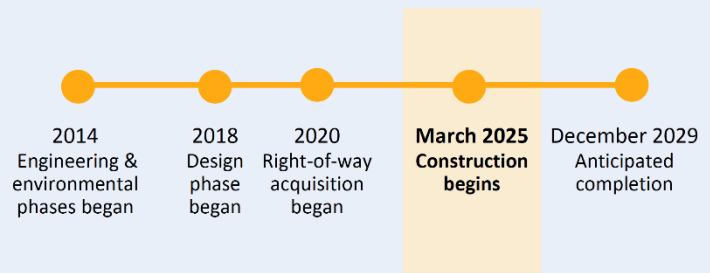 2014
Engineering &
environmental
phases began
2018
Design
phase
began
2020
Right-of-way
acquisition
began
March 2025
Construction
begins
December 2029
Anticipated
completion